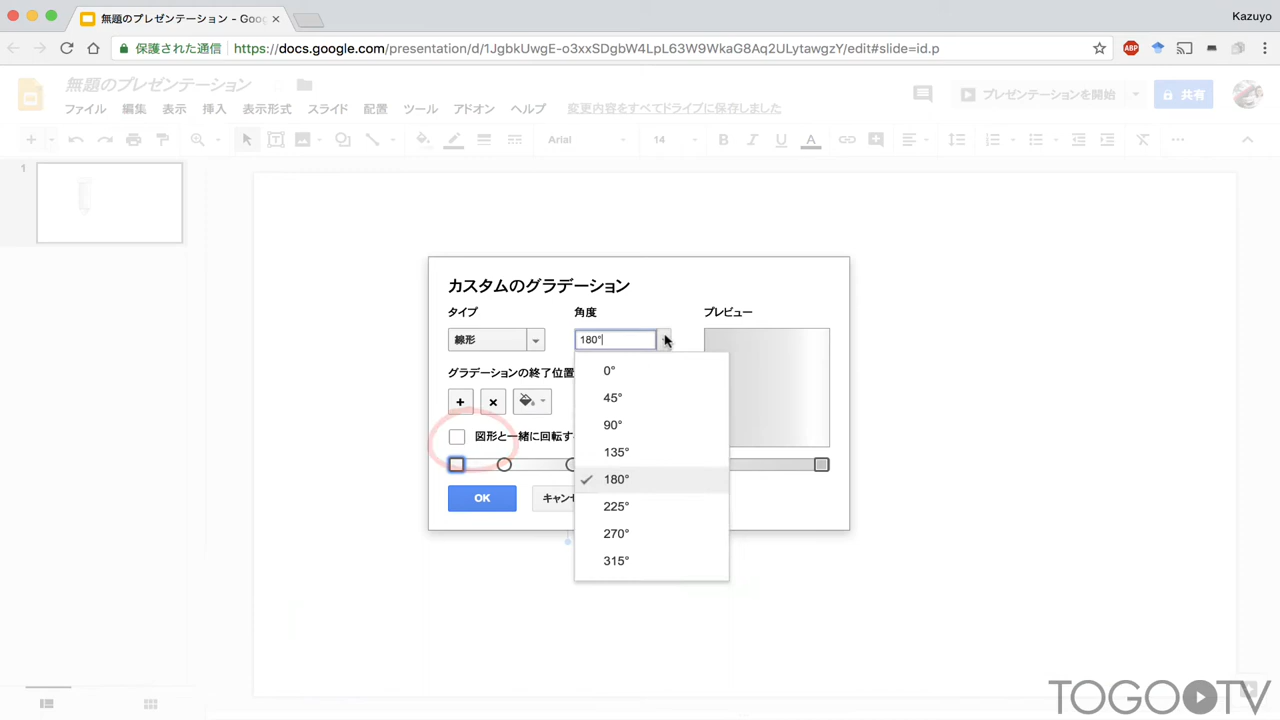 無題のプレゼンテーション - Goo
Kazuyo
保護された通信
https://docs.google.com/presentation/d/1JgbkUwgE-o3xxSDgbW4LpL63W9WkaG8Aq2ULytawgzY/edit#slide=id.p
ABP
無題のプレゼンテーション
ファイル 編集 表示 挿入 表示形式 スライド 配置 ツール アドオン ヘルプ 変更内容をすべてドライブに保存しました
プレゼンテーションを開始
共有
Arial 14 B I U A
1
カスタムのグラデーション
タイプ 角度 プレビュー
線形 180°
グラデーションの終了位置
図形と一緒に回転す
OK キャンセ
0°
45°
90°
135°
180°
225°
270°
315°
TOGO TV